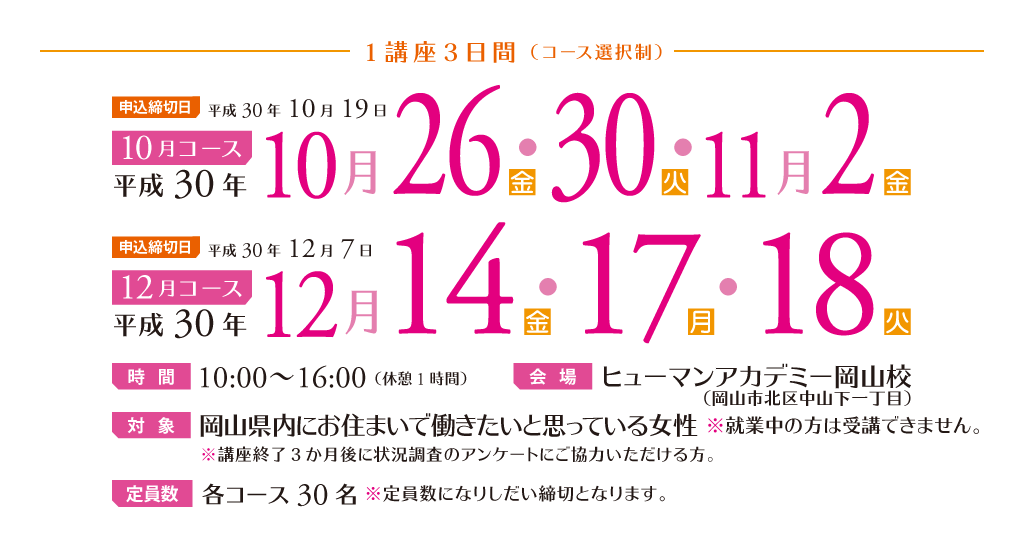 1講座3日間（コース選択制）
申込締切日 平成30年10月19日
10月コース
平成30年 10月26金・30火・11月2金
申込締切日 平成30年12月7日
12月コース
平成30年 12月14金・17月・18火
時間 10:00～16:00（休憩1時間） 会場 ヒューマンアカデミー岡山校
（岡山市北区中山下一丁目）
対象 岡山県内にお住まいで働きたいと思っている女性 ※就業中の方は受講できません。
※講座終了3か月後に状況調査のアンケートにご協力いただける方。
定員数 各コース30名 ※定員数になりしだい締切となります。